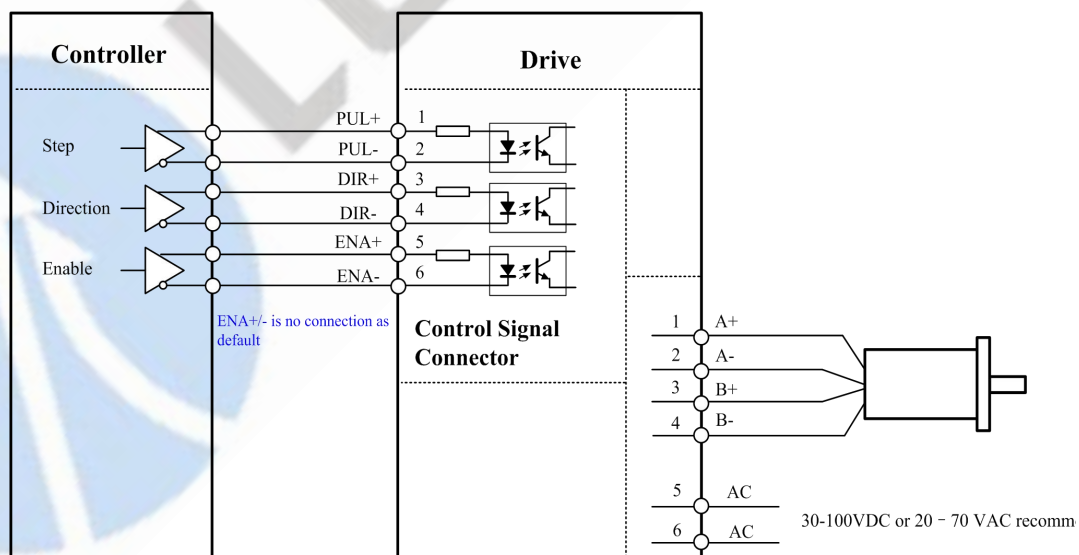 Controller
Drive
Step
PUL+
1
PUL-
2
Direction
DIR+
3
DIR-
4
Enable
ENA+
5
ENA-
6
ENA+/- is no connection as
default
Control Signal
Connector
1
A+
2
A-
3
B+
4
B-
5
AC
6
AC
30-100VDC or 20 - 70 VAC